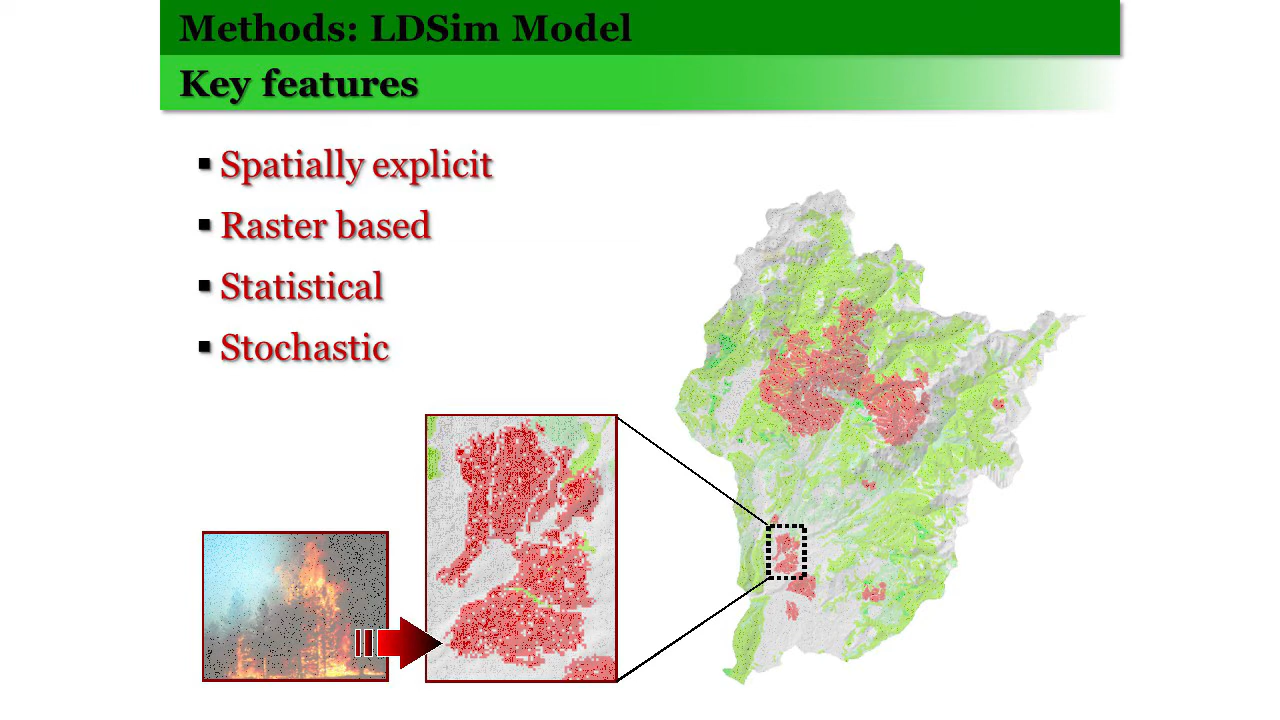 Methods: LDSim Model
Key features
▪ Spatially explicit
▪ Raster based
▪ Statistical
▪ Stochastic